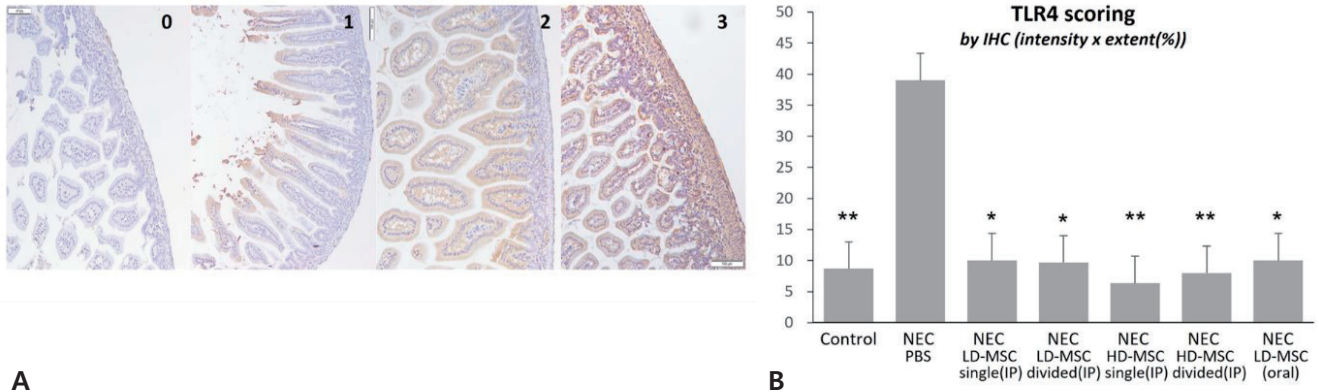 0
1
2
3
B
TLR4 scoring
by IHC (intensity x extent(%))
50
45
40
35
30
25
20
15
10
5
0
**
*
*
**
**
*
Control
NEC
PBS
NEC
LD-MSC
single(IP)
NEC
LD-MSC
divided(IP)
NEC
HD-MSC
single(IP)
NEC
HD-MSC
divided(IP)
NEC
LD-MSC
(oral)
A